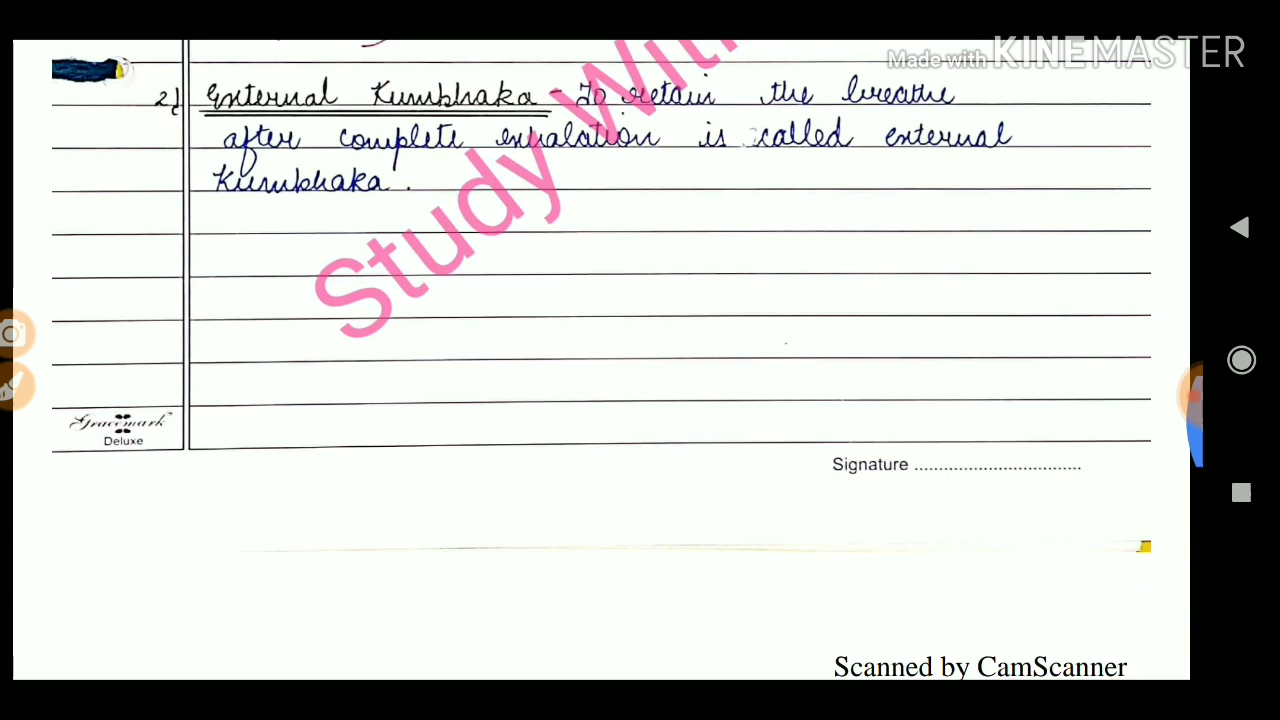 Made with KINEMASTER
2) External Kumbhaka - To retain the breathe
after complete exhalation is called external
Kumbhaka.
Study With
Gracemark
Deluxe
Signature ..................................
Scanned by CamScanner